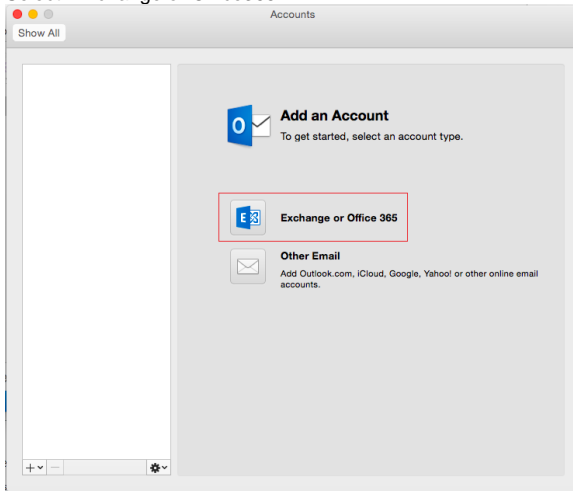 Accounts
Show All
Add an Account
To get started, select an account type.
Exchange or Office 365
Other Email
Add Outlook.com, iCloud, Google, Yahoo! or other online email
accounts.